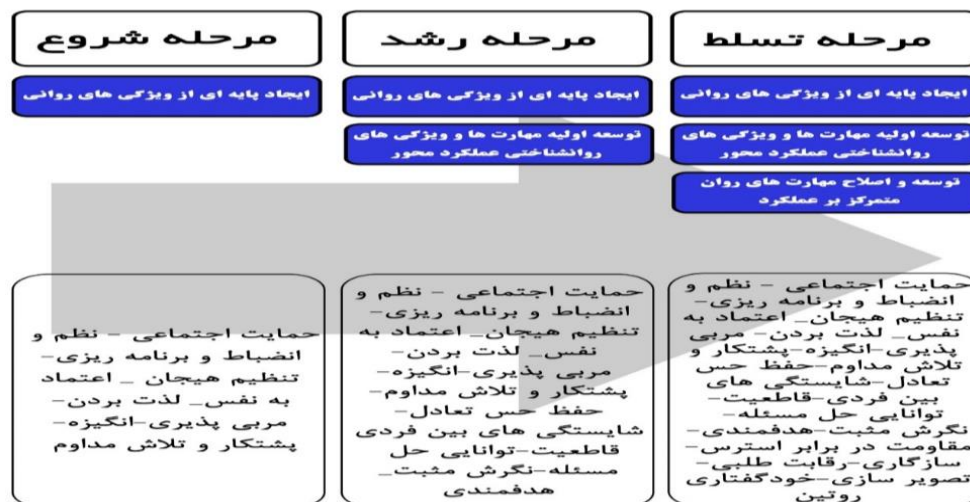 مرحله شروع
مرحله رشد
مرحله تسلط
ایجاد پایه ای از ویژگی های روانی
ایجاد پایه ای از ویژگی های روانی
ایجاد پایه ای از ویژگی های روانی
توسعه اولیه مهارت ها و ویژگی های
روانشناختی عملکرد محور
توسعه اولیه مهارت ها و ویژگی های
روانشناختی عملکرد محور
توسعه و اصلاح مهارت های روان
متمرکز بر عملکرد
حمایت اجتماعی - نظم و
انضباط و برنامه ریزی-
تنظیم هیجان _ اعتماد
به نفس_ لذت بردن-
مربی پذیری-انگیزه-
پشتکار و تلاش مداوم
حمایت اجتماعی - نظم و
انضباط و برنامه ریزی-
تنظیم هیجان_ اعتماد به
نفس_ لذت بردن-
مربی پذیری-انگیزه-
پشتکار و تلاش مداوم-
حفظ حس تعادل-
شایستگی های بین فردی
قاطعیت-توانایی حل
مسئله-نگرش مثبت_
هدفمندی
حمایت اجتماعی - نظم و
انضباط و برنامه ریزی-
تنظیم هیجان_ اعتماد به
نفس_ لذت بردن- مربی
پذیری-انگیزه-پشتکار و
تلاش مداوم-حفظ حس
تعادل-شایستگی های
بین فردی-قاطعیت-
توانایی حل مسئله-
نگرش مثبت-هدفمندی-
مقاومت در برابر استرس-
سازگاری-رقابت طلبی-
تصویر سازی-خودگفتاری
روتین